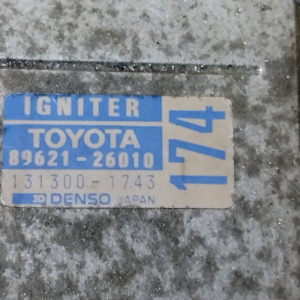 IGNITER
TOYOTA
89621-26010
131300-1743
DENSO JAPAN
174